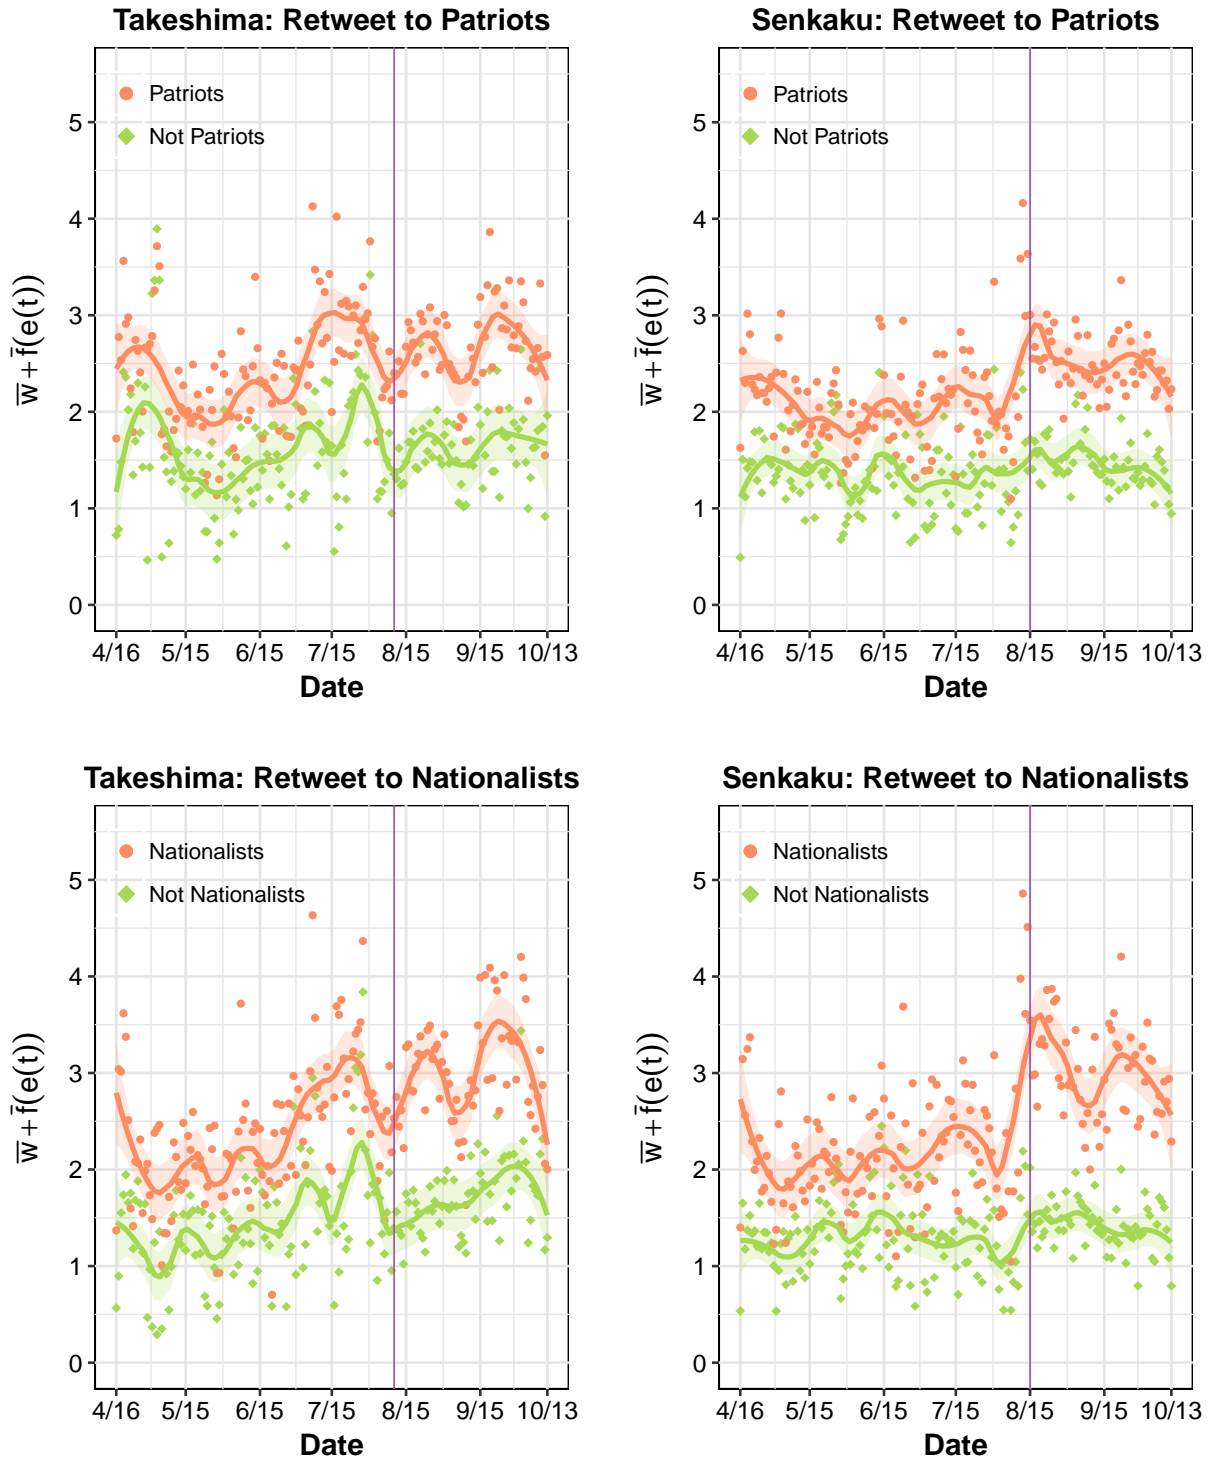 Takeshima: Retweet to Patriots
w̅ + f̅(e(t))
5
4
3
2
1
0
Patriots
Not Patriots
4/16 5/15 6/15 7/15 8/15 9/15 10/13
Date
Senkaku: Retweet to Patriots
w̅ + f̅(e(t))
5
4
3
2
1
0
Patriots
Not Patriots
4/16 5/15 6/15 7/15 8/15 9/15 10/13
Date
Takeshima: Retweet to Nationalists
w̅ + f̅(e(t))
5
4
3
2
1
0
Nationalists
Not Nationalists
4/16 5/15 6/15 7/15 8/15 9/15 10/13
Date
Senkaku: Retweet to Nationalists
w̅ + f̅(e(t))
5
4
3
2
1
0
Nationalists
Not Nationalists
4/16 5/15 6/15 7/15 8/15 9/15 10/13
Date